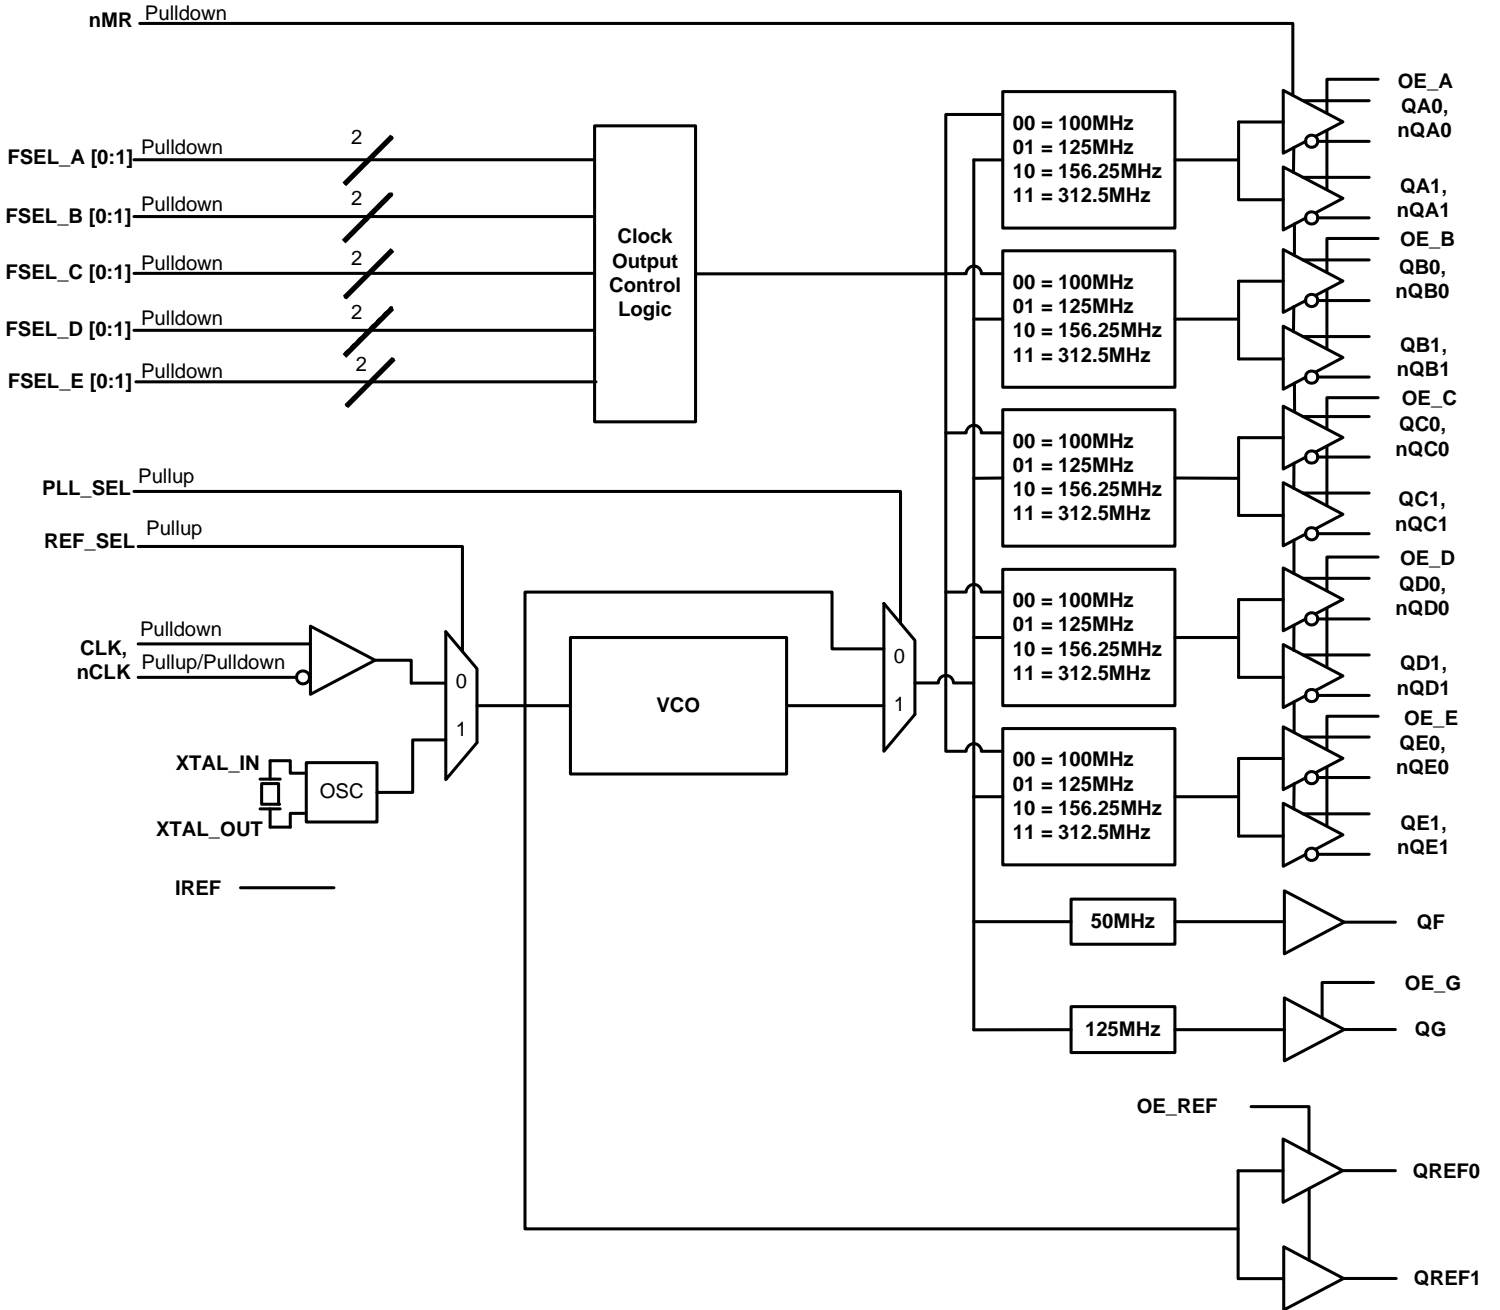 nMR Pulldown
FSEL_A [0:1] Pulldown 2
FSEL_B [0:1] Pulldown 2
FSEL_C [0:1] Pulldown 2
FSEL_D [0:1] Pulldown 2
FSEL_E [0:1] Pulldown 2
Clock
Output
Control
Logic
PLL_SEL Pullup
REF_SEL Pullup
CLK, Pulldown
nCLK Pullup/Pulldown
XTAL_IN
OSC
XTAL_OUT
IREF
0
1
VCO
0
1
00 = 100MHz
01 = 125MHz
10 = 156.25MHz
11 = 312.5MHz
00 = 100MHz
01 = 125MHz
10 = 156.25MHz
11 = 312.5MHz
00 = 100MHz
01 = 125MHz
10 = 156.25MHz
11 = 312.5MHz
00 = 100MHz
01 = 125MHz
10 = 156.25MHz
11 = 312.5MHz
00 = 100MHz
01 = 125MHz
10 = 156.25MHz
11 = 312.5MHz
50MHz
125MHz
OE_A
QA0,
nQA0
QA1,
nQA1
OE_B
QB0,
nQB0
QB1,
nQB1
OE_C
QC0,
nQC0
QC1,
nQC1
OE_D
QD0,
nQD0
QD1,
nQD1
OE_E
QE0,
nQE0
QE1,
nQE1
QF
OE_G
QG
OE_REF
QREF0
QREF1